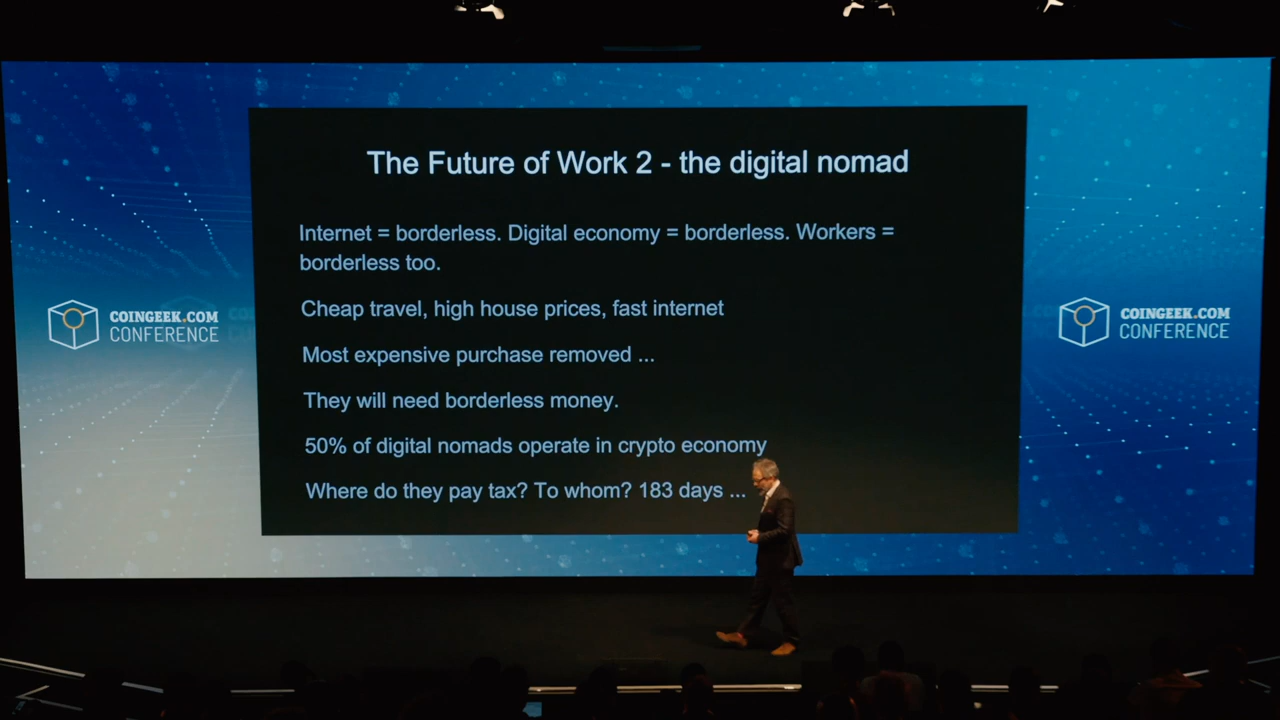 The Future of Work 2 - the digital nomad
Internet = borderless. Digital economy = borderless. Workers =
borderless too.
Cheap travel, high house prices, fast internet
Most expensive purchase removed ...
They will need borderless money.
50% of digital nomads operate in crypto economy
Where do they pay tax? To whom? 183 days ...
COINGEEK.COM
CONFERENCE
COINGEEK.COM
CONFERENCE